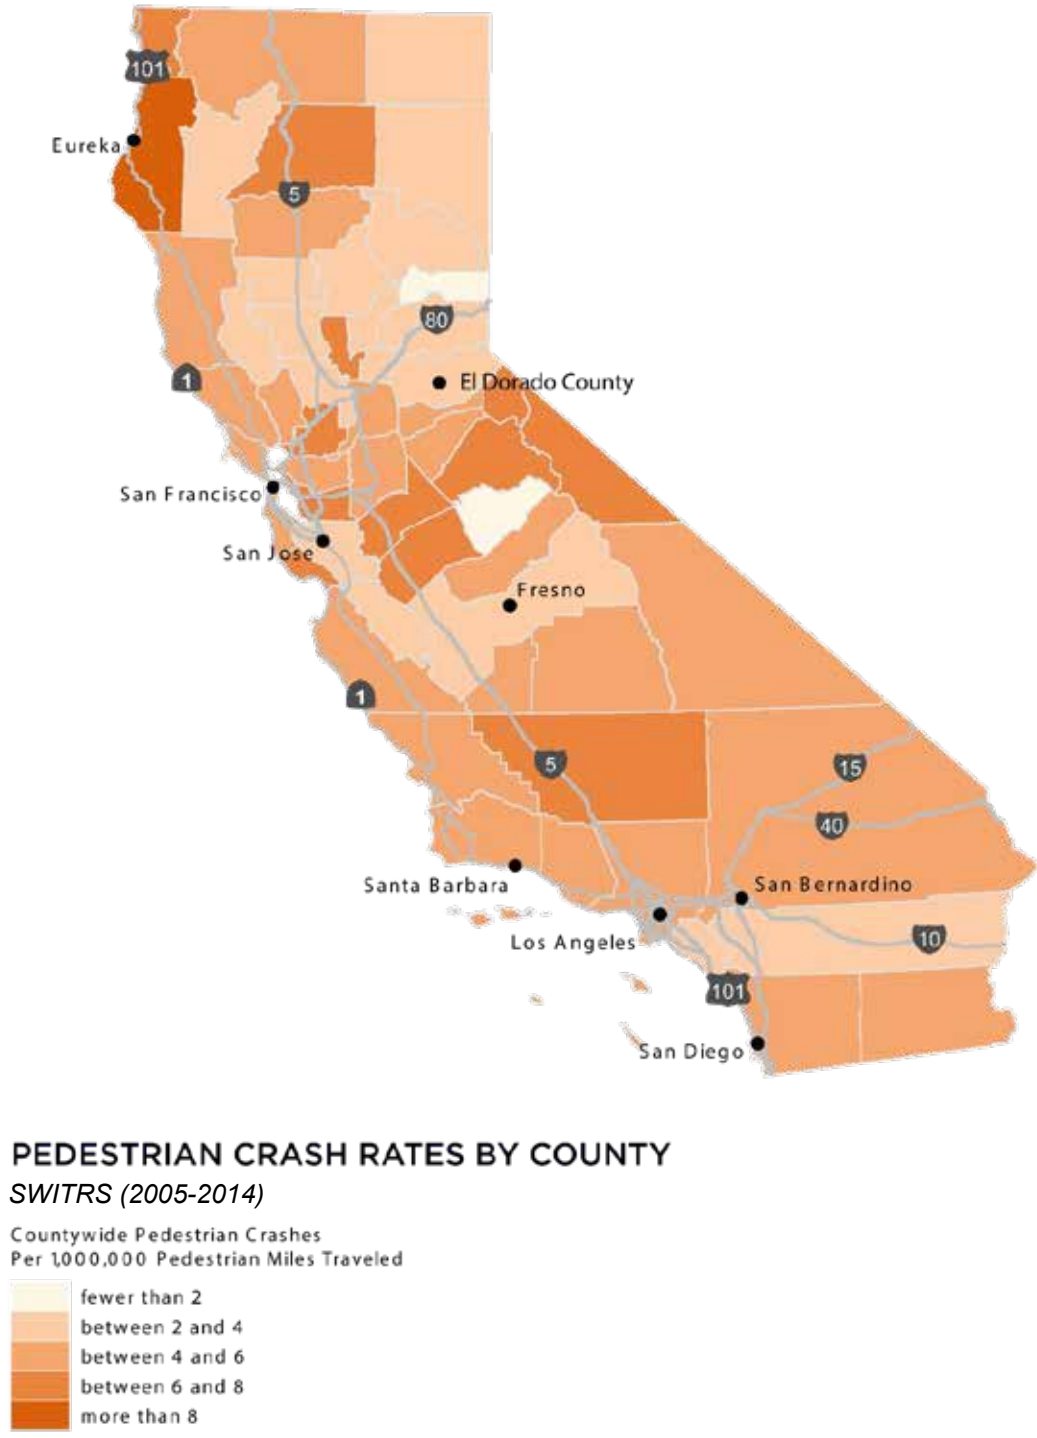 101
Eureka
5
80
1
El Dorado County
San Francisco
San Jose
Fresno
1
5
15
40
Santa Barbara
San Bernardino
Los Angeles
10
101
San Diego
PEDESTRIAN CRASH RATES BY COUNTY
SWITRS (2005-2014)
Countywide Pedestrian Crashes
Per 1,000,000 Pedestrian Miles Traveled
fewer than 2
between 2 and 4
between 4 and 6
between 6 and 8
more than 8